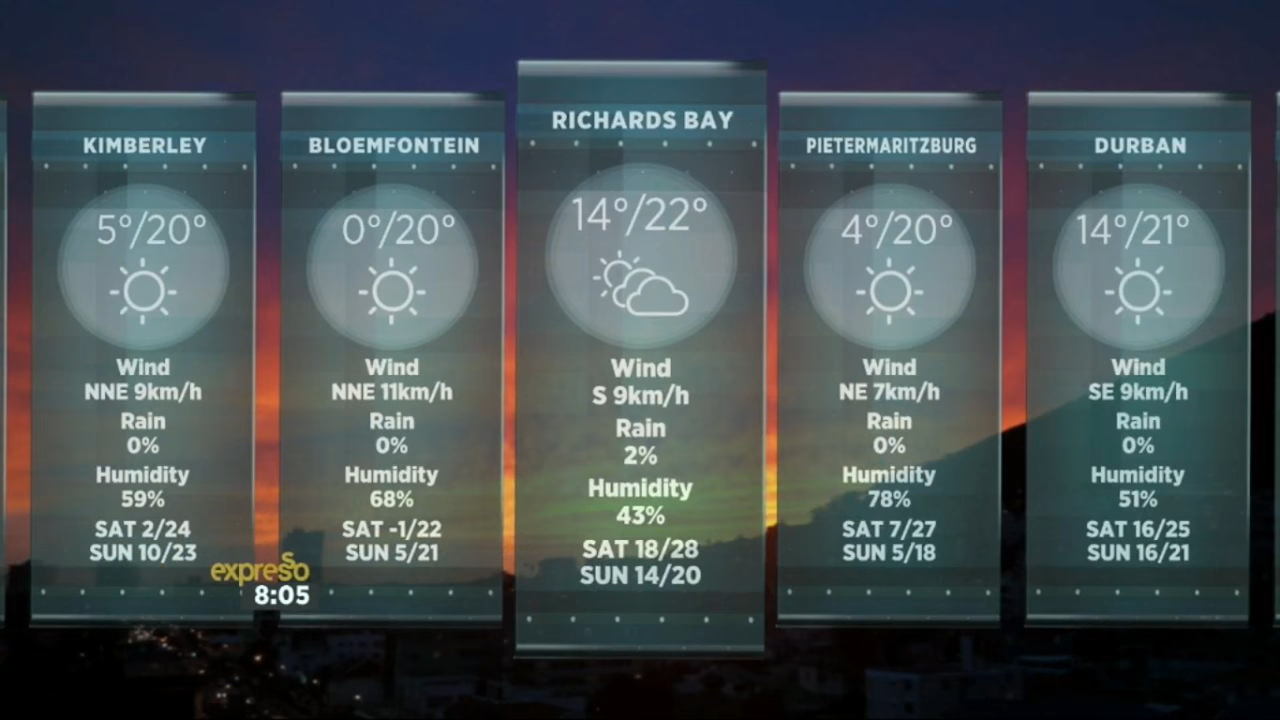 KIMBERLEY
5°/20°
Wind
NNE 9km/h
Rain
0%
Humidity
59%
SAT 2/24
SUN 10/23
BLOEMFONTEIN
0°/20°
Wind
NNE 11km/h
Rain
0%
Humidity
68%
SAT -1/22
SUN 5/21
RICHARDS BAY
14°/22°
Wind
S 9km/h
Rain
2%
Humidity
43%
SAT 18/28
SUN 14/20
PIETERMARITZBURG
4°/20°
Wind
NE 7km/h
Rain
0%
Humidity
78%
SAT 7/27
SUN 5/18
DURBAN
14°/21°
Wind
SE 9km/h
Rain
0%
Humidity
51%
SAT 16/25
SUN 16/21
expresso
8:05